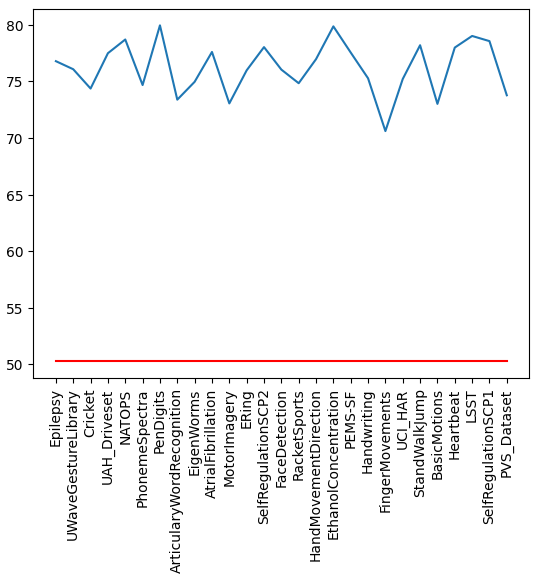 80
75
70
65
60
55
50
Epilepsy
UWaveGestureLibrary
Cricket
UAH_Driveset
NATOPS
PhonemeSpectra
PenDigits
ArticularyWordRecognition
EigenWorms
AtrialFibrillation
MotorImagery
ERing
SelfRegulationSCP2
FaceDetection
RacketSports
HandMovementDirection
EthanolConcentration
PEMS-SF
Handwriting
FingerMovements
UCI_HAR
StandWalkJump
BasicMotions
Heartbeat
LSST
SelfRegulationSCP1
PVS_Dataset